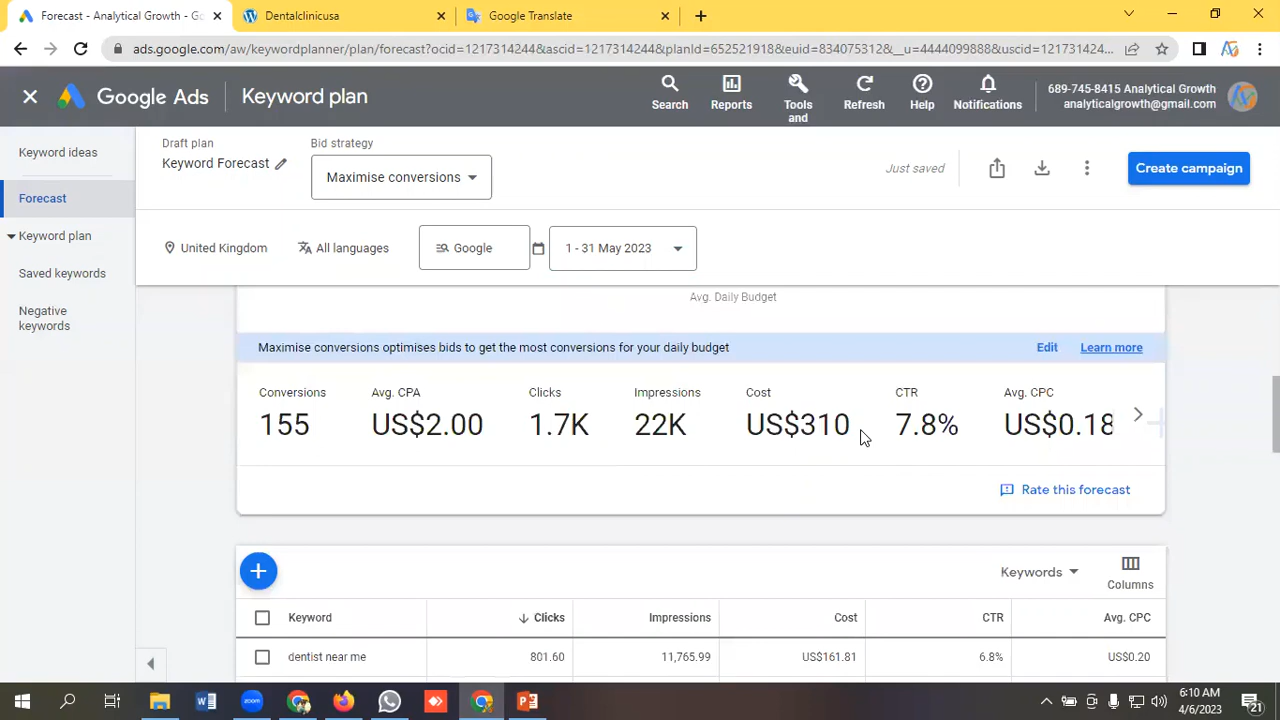 Forecast - Analytical Growth - Go
Dentalclinicusa
Google Translate
ads.google.com/aw/keywordplanner/plan/forecast?ocid=1217314244&ascid=1217314244&planId=652521918&euid=834075312&__u=4444099888&uscid=121731424...
Google Ads
Keyword plan
Search
Reports
Tools and
Refresh
Help
Notifications
689-745-8415 Analytical Growth
analyticalgrowth@gmail.com
Keyword ideas
Forecast
Keyword plan
Saved keywords
Negative
keywords
Draft plan
Keyword Forecast
Bid strategy
Maximise conversions
Just saved
Create campaign
United Kingdom
All languages
Google
1 - 31 May 2023
Avg. Daily Budget
Maximise conversions optimises bids to get the most conversions for your daily budget
Edit
Learn more
Conversions Avg. CPA Clicks Impressions Cost CTR Avg. CPC
155 US$2.00 1.7K 22K US$310 7.8% US$0.18
Rate this forecast
Keywords
Columns
Keyword Clicks Impressions Cost CTR Avg. CPC
dentist near me 801.60 11,765.99 US$161.81 6.8% US$0.20
zoom
6:10 AM
4/6/2023
21